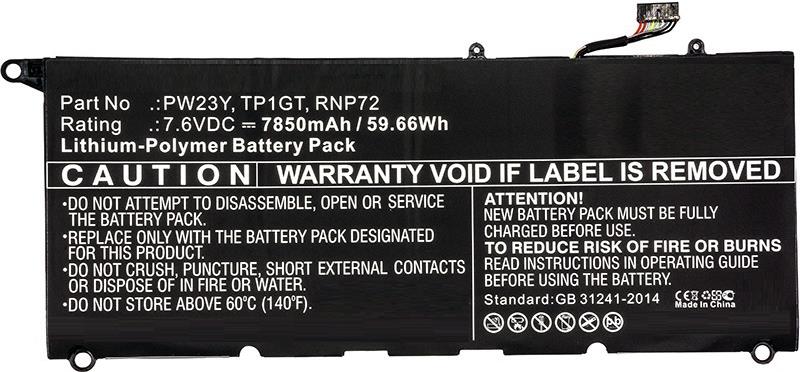 Part No .: PW23Y, TP1GT, RNP72
Rating .: 7.6VDC ⎓ 7850mAh / 59.66Wh
Lithium-Polymer Battery Pack
CAUTION WARRANTY VOID IF LABEL IS REMOVED
•DO NOT ATTEMPT TO DISASSEMBLE, OPEN OR SERVICE
THE BATTERY PACK.
•REPLACE ONLY WITH THE BATTERY PACK DESIGNATED
FOR THIS PRODUCT.
•DO NOT CRUSH, PUNCTURE, SHORT EXTERNAL CONTACTS
OR DISPOSE OF IN FIRE OR WATER.
•DO NOT STORE ABOVE 60°C (140°F).
ATTENTION!
NEW BATTERY PACK MUST BE FULLY
CHARGED BEFORE USE.
TO REDUCE RISK OF FIRE OR BURNS
READ INSTRUCTIONS IN OPERATING GUIDE
BEFORE USING THE BATTERY.
Standard:GB 31241-2014
CE
Made In China